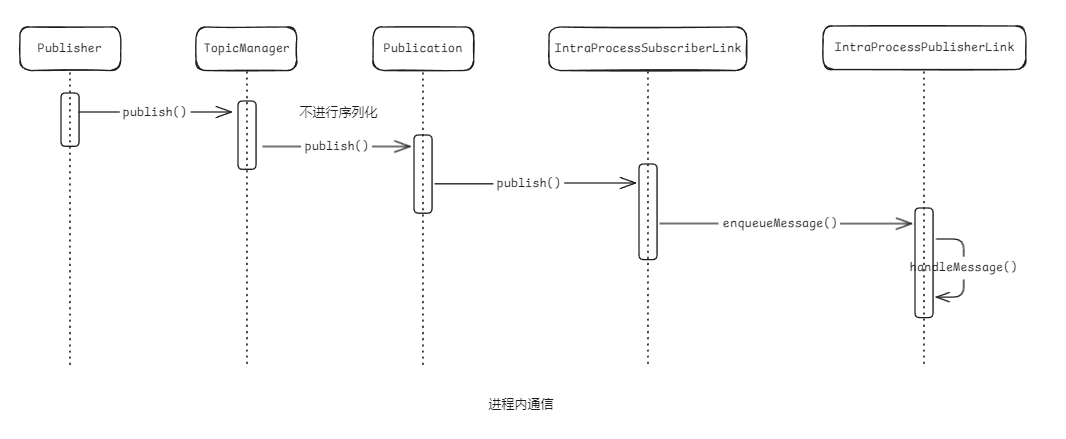 Publisher
TopicManager
Publication
IntraProcessSubscriberLink
IntraProcessPublisherLink
publish()
不进行序列化
publish()
publish()
enqueueMessage()
handleMessage()
进程内通信